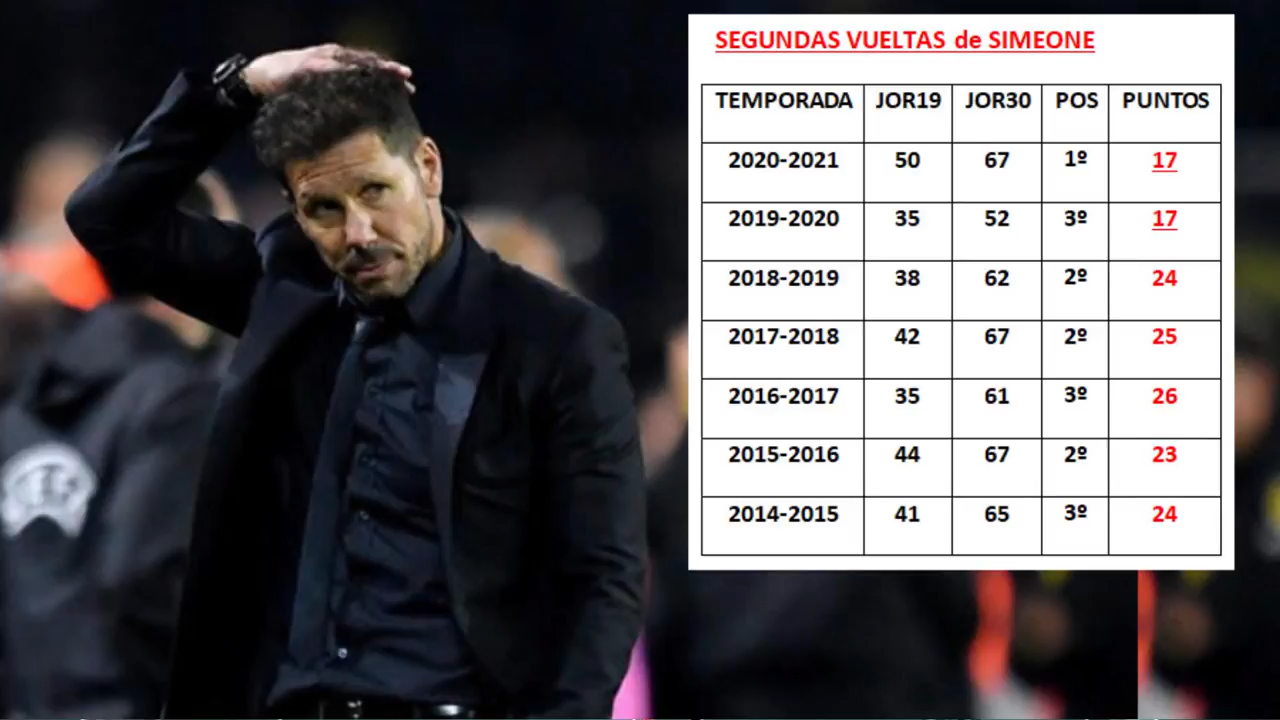 SEGUNDAS VUELTAS de SIMEONE
TEMPORADA JOR19 JOR30 POS PUNTOS
2020-2021 50 67 1º 17
2019-2020 35 52 3º 17
2018-2019 38 62 2º 24
2017-2018 42 67 2º 25
2016-2017 35 61 3º 26
2015-2016 44 67 2º 23
2014-2015 41 65 3º 24